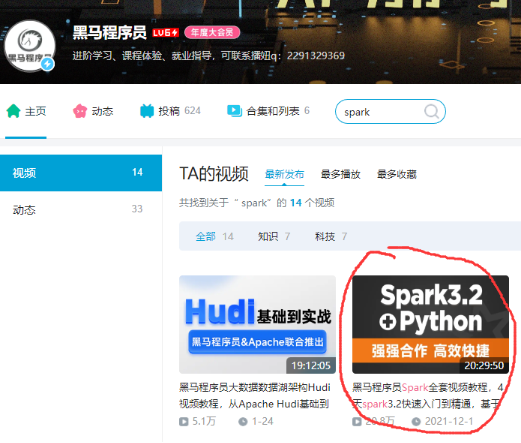 黑马程序员
黑马程序员 LV6 年度大会员
进阶学习、课程体验、就业指导，可联系播妞q：2291329369
主页 动态 投稿 624 合集和列表 6 spark
视频 14
动态 33
TA的视频 最新发布 最多播放 最多收藏
共找到关于“spark”的 14 个视频
全部 14 知识 7 科技 7
Hudi基础到实战
黑马程序员&Apache联合推出
19:12:05
黑马程序员大数据数据湖架构Hudi
视频教程，从Apache Hudi基础到
5.1万 1-24
Spark3.2
+Python
强强合作 高效快捷
20:29:50
黑马程序员Spark全套视频教程，4
天spark3.2快速入门到精通，基于
20.8万 2021-12-1